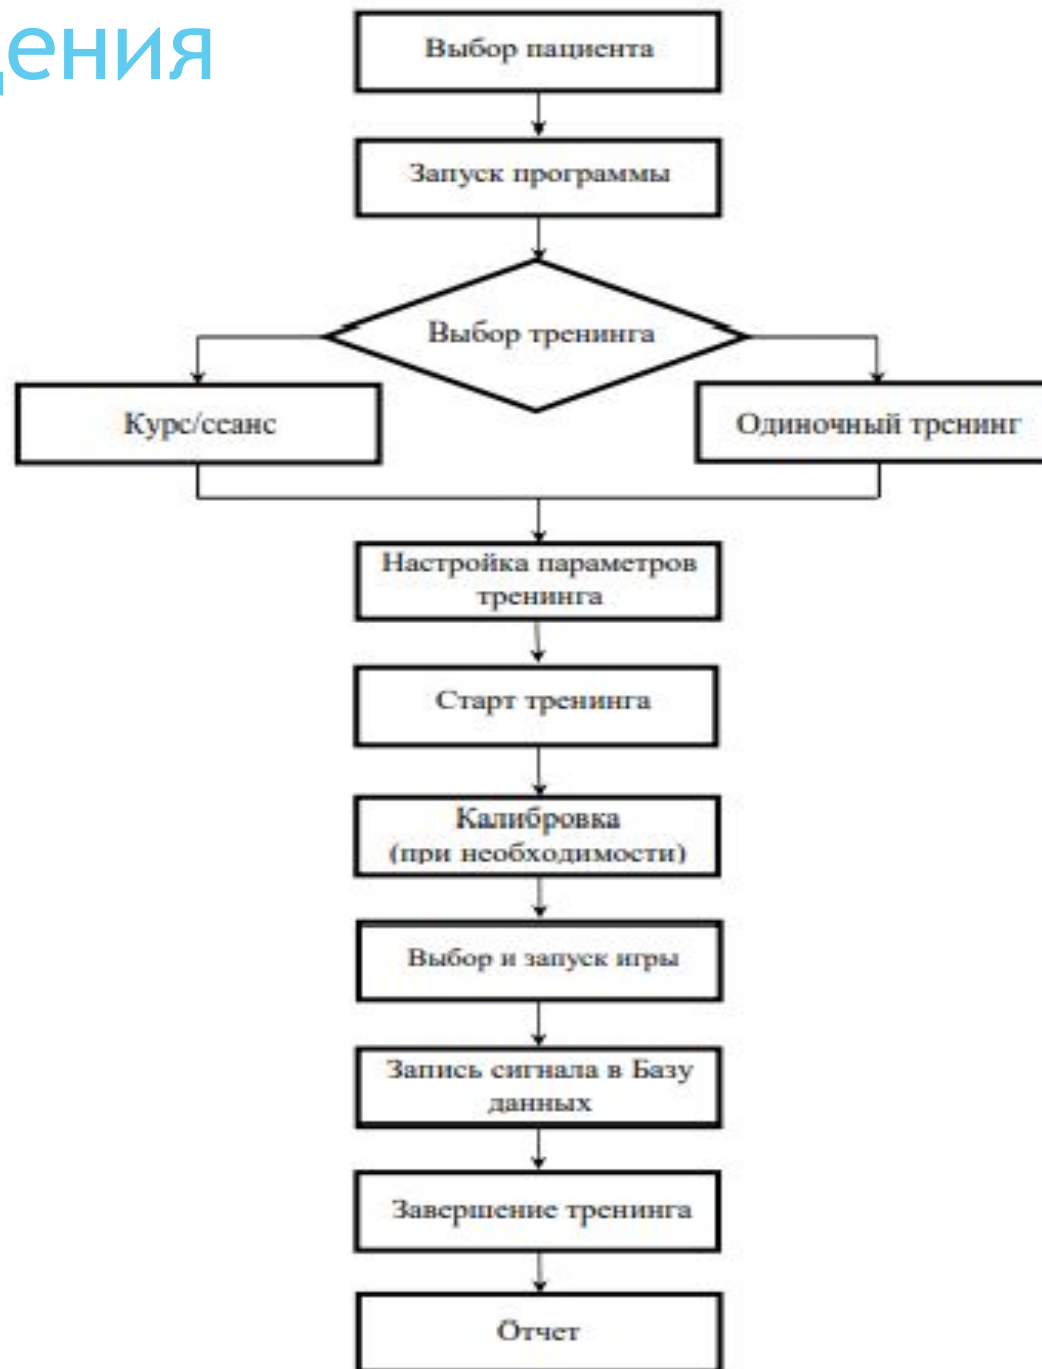 дения
Выбор пациента
Запуск программы
Выбор тренинга
Курс/сеанс
Одиночный тренинг
Настройка параметров
тренинга
Старт тренинга
Калибровка
(при необходимости)
Выбор и запуск игры
Запись сигнала в Базу
данных
Завершение тренинга
Отчет